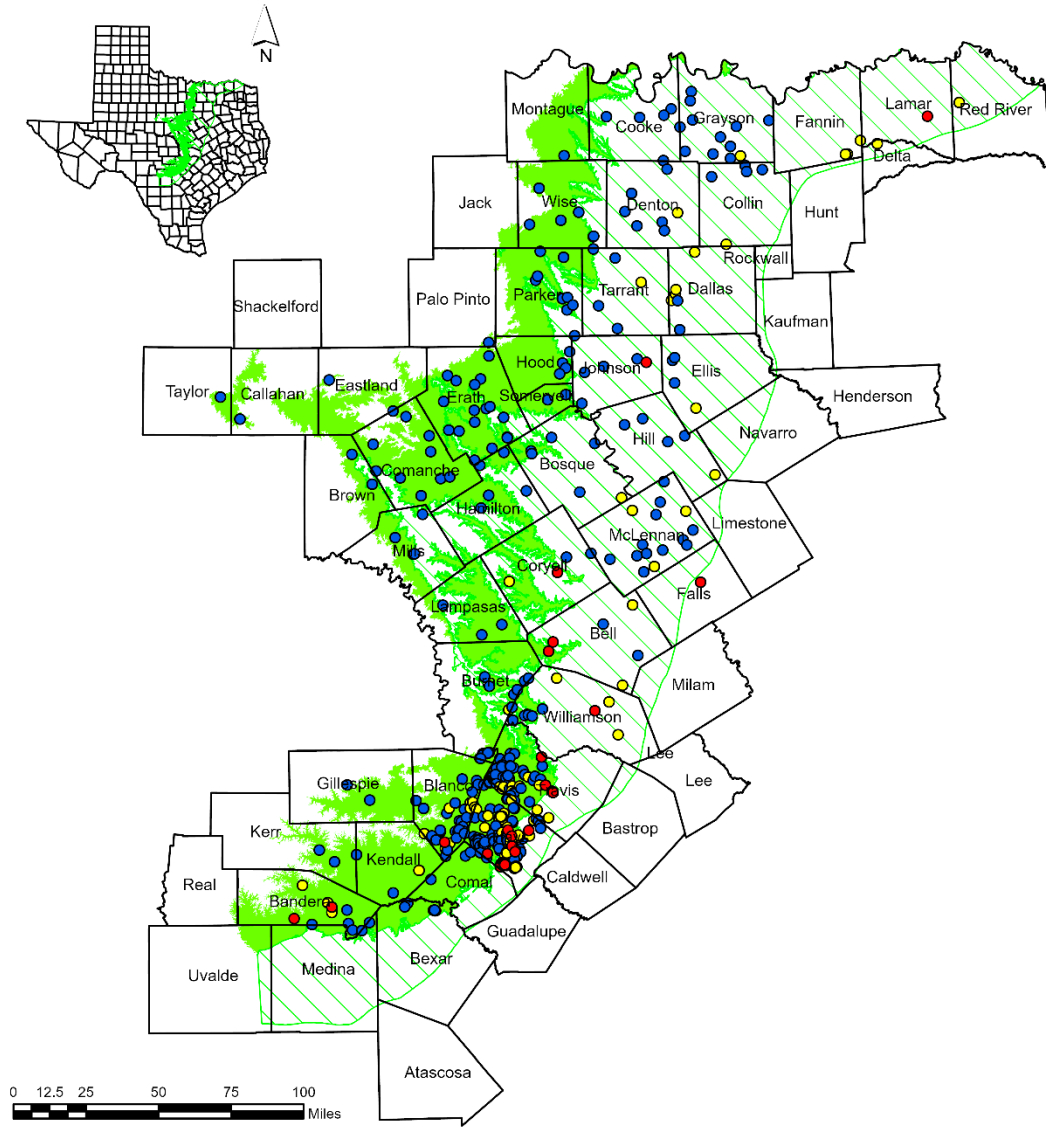 N
Montague
Cooke
Grayson
Fannin
Lamar
Red River
Delta
Jack
Wise
Denton
Collin
Hunt
Rockwall
Shackelford
Palo Pinto
Parker
Tarrant
Dallas
Kaufman
Taylor
Callahan
Eastland
Erath
Hood
Somervell
Johnson
Ellis
Henderson
Navarro
Hill
Bosque
Comanche
Brown
Hamilton
Limestone
McLennan
Mills
Coryell
Falls
Lampasas
Bell
Milam
Burnet
Williamson
Lee
Lee
Gillespie
Blanco
Travis
Bastrop
Kerr
Kendall
Caldwell
Real
Bandera
Comal
Guadalupe
Uvalde
Medina
Bexar
Atascosa
0 12.5 25 50 75 100
Miles